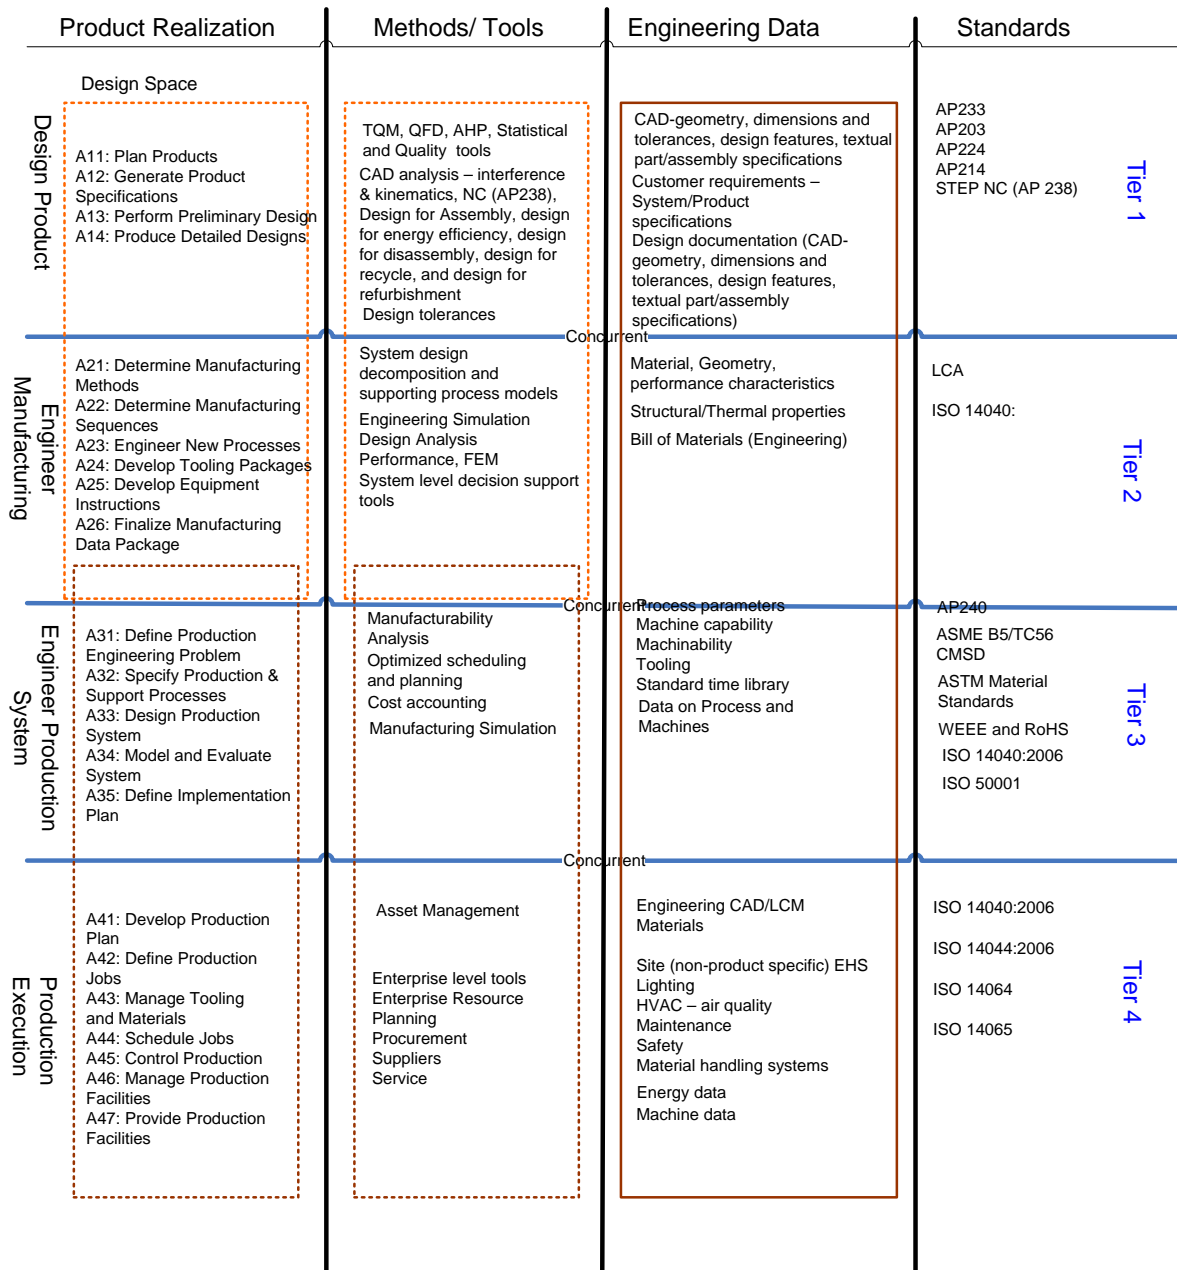 Product Realization
Methods/ Tools
Engineering Data
Standards
Design Space
Design Product
A11: Plan Products
A12: Generate Product
Specifications
A13: Perform Preliminary Design
A14: Produce Detailed Designs
TQM, QFD, AHP, Statistical
and Quality tools
CAD analysis – interference
& kinematics, NC (AP238),
Design for Assembly, design
for energy efficiency, design
for disassembly, design for
recycle, and design for
refurbishment
Design tolerances
CAD-geometry, dimensions and
tolerances, design features, textual
part/assembly specifications
Customer requirements –
System/Product
specifications
Design documentation (CAD-
geometry, dimensions and
tolerances, design features,
textual part/assembly
specifications)
AP233
AP203
AP224
AP214
STEP NC (AP 238)
Tier 1
Concurrent
Engineer
Manufacturing
A21: Determine Manufacturing
Methods
A22: Determine Manufacturing
Sequences
A23: Engineer New Processes
A24: Develop Tooling Packages
A25: Develop Equipment
Instructions
A26: Finalize Manufacturing
Data Package
System design
decomposition and
supporting process models
Engineering Simulation
Design Analysis
Performance, FEM
System level decision support
tools
Material, Geometry,
performance characteristics
Structural/Thermal properties
Bill of Materials (Engineering)
LCA
ISO 14040:
Tier 2
Concurrent
Engineer Production
System
A31: Define Production
Engineering Problem
A32: Specify Production &
Support Processes
A33: Design Production
System
A34: Model and Evaluate
System
A35: Define Implementation
Plan
Manufacturability
Analysis
Optimized scheduling
and planning
Cost accounting
Manufacturing Simulation
Process parameters
Machine capability
Machinability
Tooling
Standard time library
Data on Process and
Machines
AP240
ASME B5/TC56
CMSD
ASTM Material
Standards
WEEE and RoHS
ISO 14040:2006
ISO 50001
Tier 3
Concurrent
Production
Execution
A41: Develop Production
Plan
A42: Define Production
Jobs
A43: Manage Tooling
and Materials
A44: Schedule Jobs
A45: Control Production
A46: Manage Production
Facilities
A47: Provide Production
Facilities
Asset Management
Enterprise level tools
Enterprise Resource
Planning
Procurement
Suppliers
Service
Engineering CAD/LCM
Materials
Site (non-product specific) EHS
Lighting
HVAC – air quality
Maintenance
Safety
Material handling systems
Energy data
Machine data
ISO 14040:2006
ISO 14044:2006
ISO 14064
ISO 14065
Tier 4